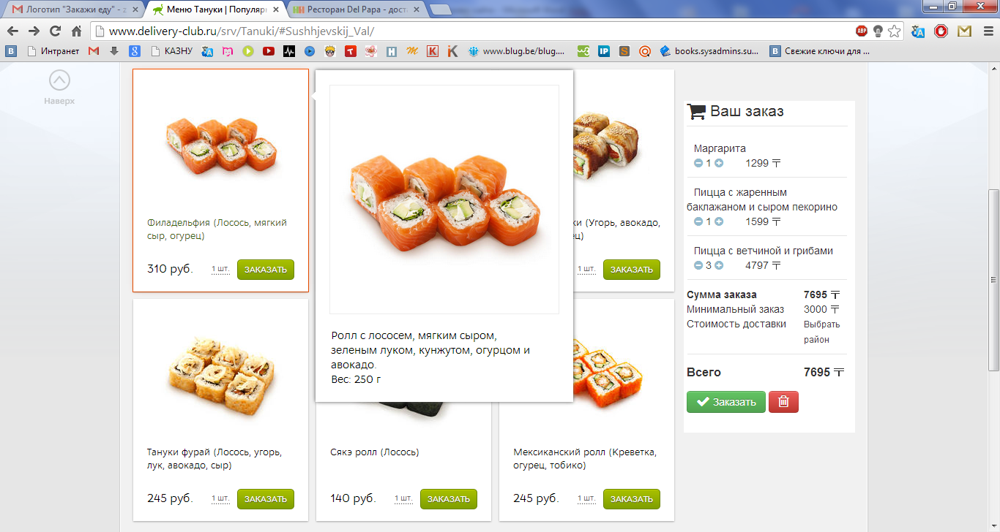 Логотип "Закажи еду" - z
Меню Тануки | Популяр
Ресторан Del Papa - дост
www.delivery-club.ru/srv/Tanuki/#Sushhjevskij_Val/
ABP
Интранет
КАЗНУ
www.blug.be/blug....
IP
books.sysadmins.su...
Свежие ключи для ...
Наверх
Филадельфия (Лосось, мягкий
сыр, огурец)
310 руб.
1 шт.
ЗАКАЗАТЬ
Ролл с лососем, мягким сыром,
зеленым луком, кунжутом, огурцом и
авокадо.
Вес: 250 г
ки (Угорь, авокадо,
ец)
1 шт.
ЗАКАЗАТЬ
Тануки фурай (Лосось, угорь,
лук, авокадо, сыр)
245 руб.
1 шт.
ЗАКАЗАТЬ
Сякэ ролл (Лосось)
140 руб.
1 шт.
ЗАКАЗАТЬ
Мексиканский ролл (Креветка,
огурец, тобико)
245 руб.
1 шт.
ЗАКАЗАТЬ
Ваш заказ
Маргарита
1 1299 ₸
Пицца с жаренным
баклажаном и сыром пекорино
1 1599 ₸
Пицца с ветчиной и грибами
3 4797 ₸
Сумма заказа 7695 ₸
Минимальный заказ 3000 ₸
Стоимость доставки Выбрать
район
Всего 7695 ₸
Заказать